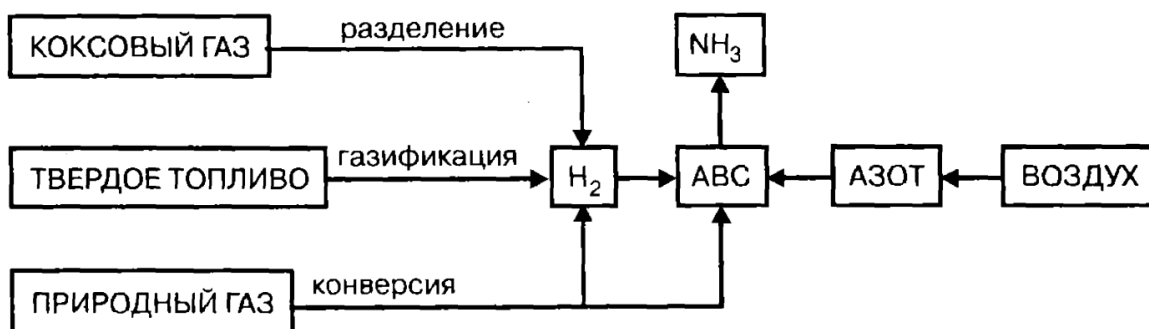 КОКСОВЫЙ ГАЗ
разделение
NH₃
ТВЕРДОЕ ТОПЛИВО
газификация
H₂
АВС
АЗОТ
ВОЗДУХ
ПРИРОДНЫЙ ГАЗ
конверсия